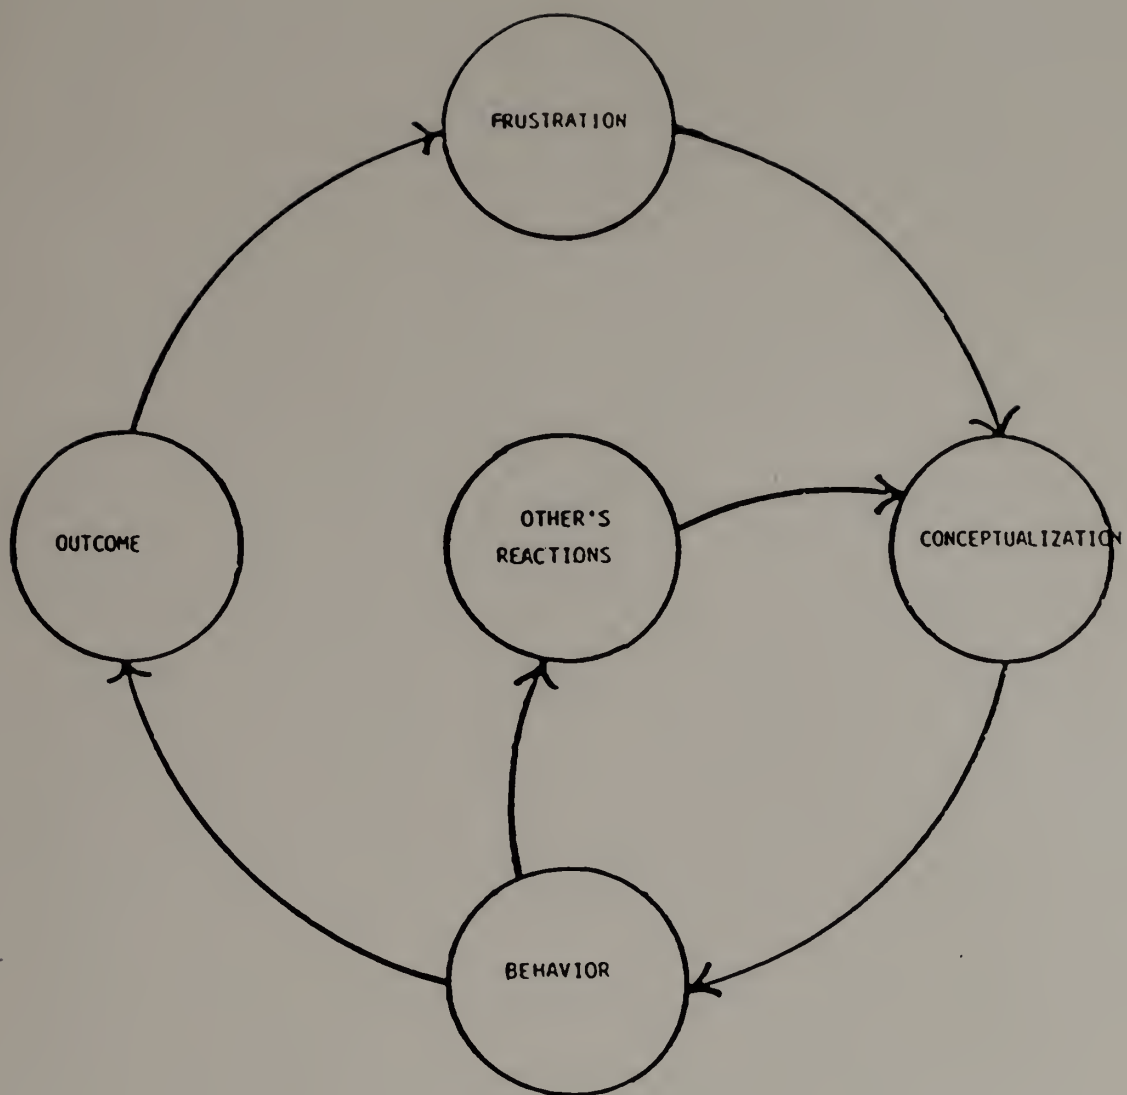 FRUSTRATION
OTHER'S
REACTIONS
OUTCOME
CONCEPTUALIZATION
BEHAVIOR